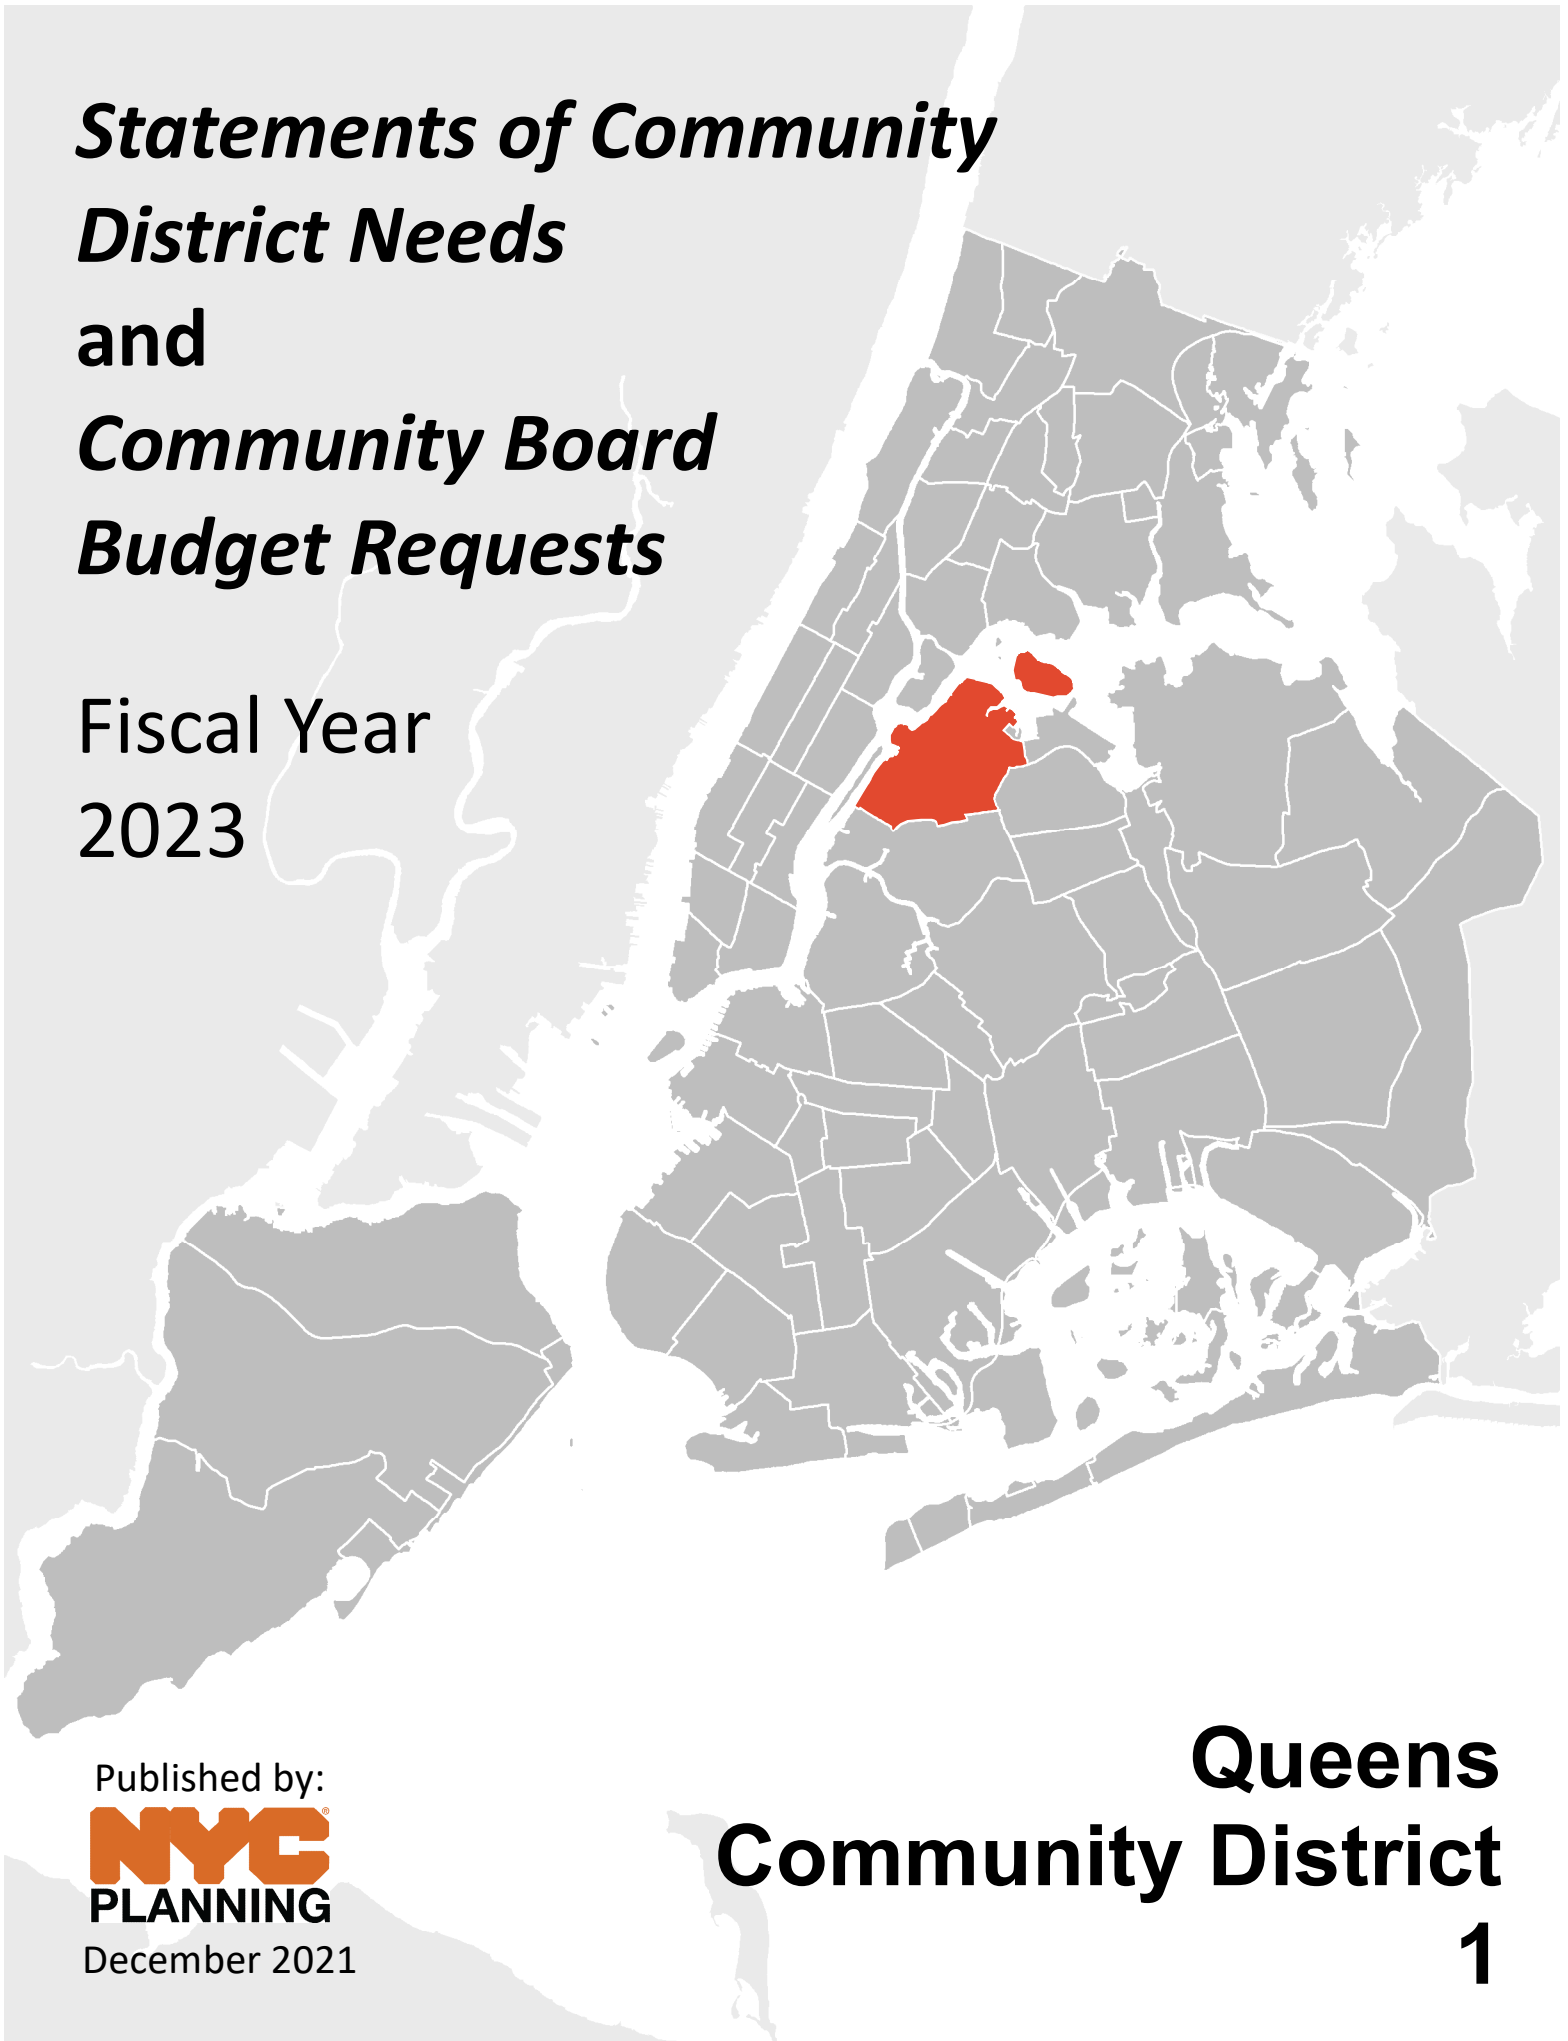 Statements of Community
District Needs
and
Community Board
Budget Requests
Fiscal Year
2023
Published by:
NYC®
PLANNING
December 2021
Queens
Community District
1